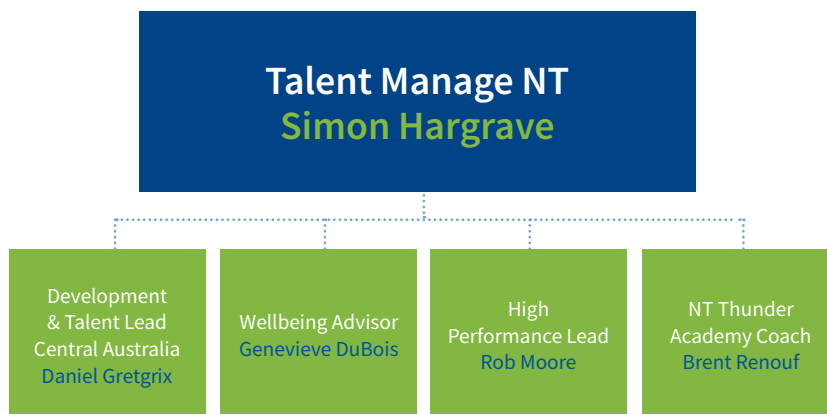 Talent Manage NT
Simon Hargrave
Development
& Talent Lead
Central Australia
Daniel Gretgrix
Wellbeing Advisor
Genevieve DuBois
High
Performance Lead
Rob Moore
NT Thunder
Academy Coach
Brent Renouf